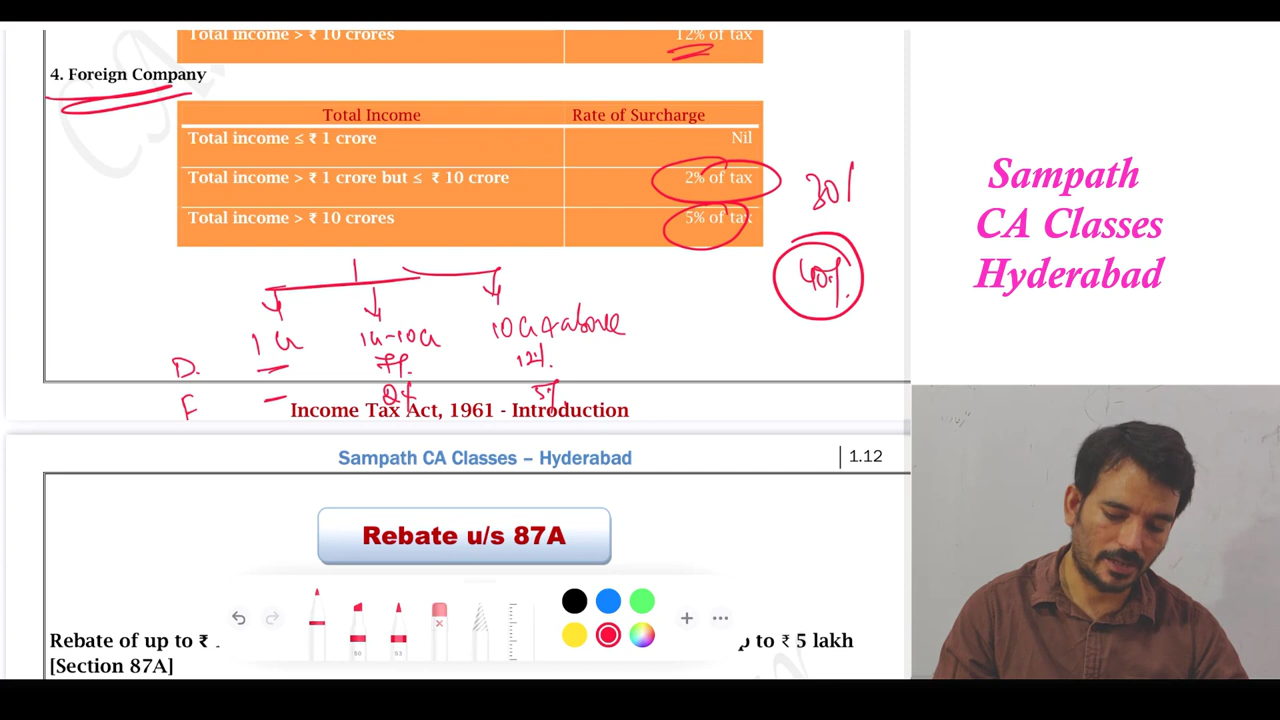 Total income > ₹ 10 crores 12% of tax
4. Foreign Company
Total Income Rate of Surcharge
Total income ≤ ₹ 1 crore Nil
Total income > ₹ 1 crore but ≤ ₹ 10 crore 2% of tax
Total income > ₹ 10 crores 5% of tax
30%
40%.
1 Cr 1Cr-10Cr 10Cr & above
D. — 7%. 12%.
F — 2% 5%.
Income Tax Act, 1961 - Introduction
Sampath CA Classes – Hyderabad 1.12
Rebate u/s 87A
Rebate of up to ₹ p to ₹ 5 lakh
[Section 87A]
Sampath
CA Classes
Hyderabad